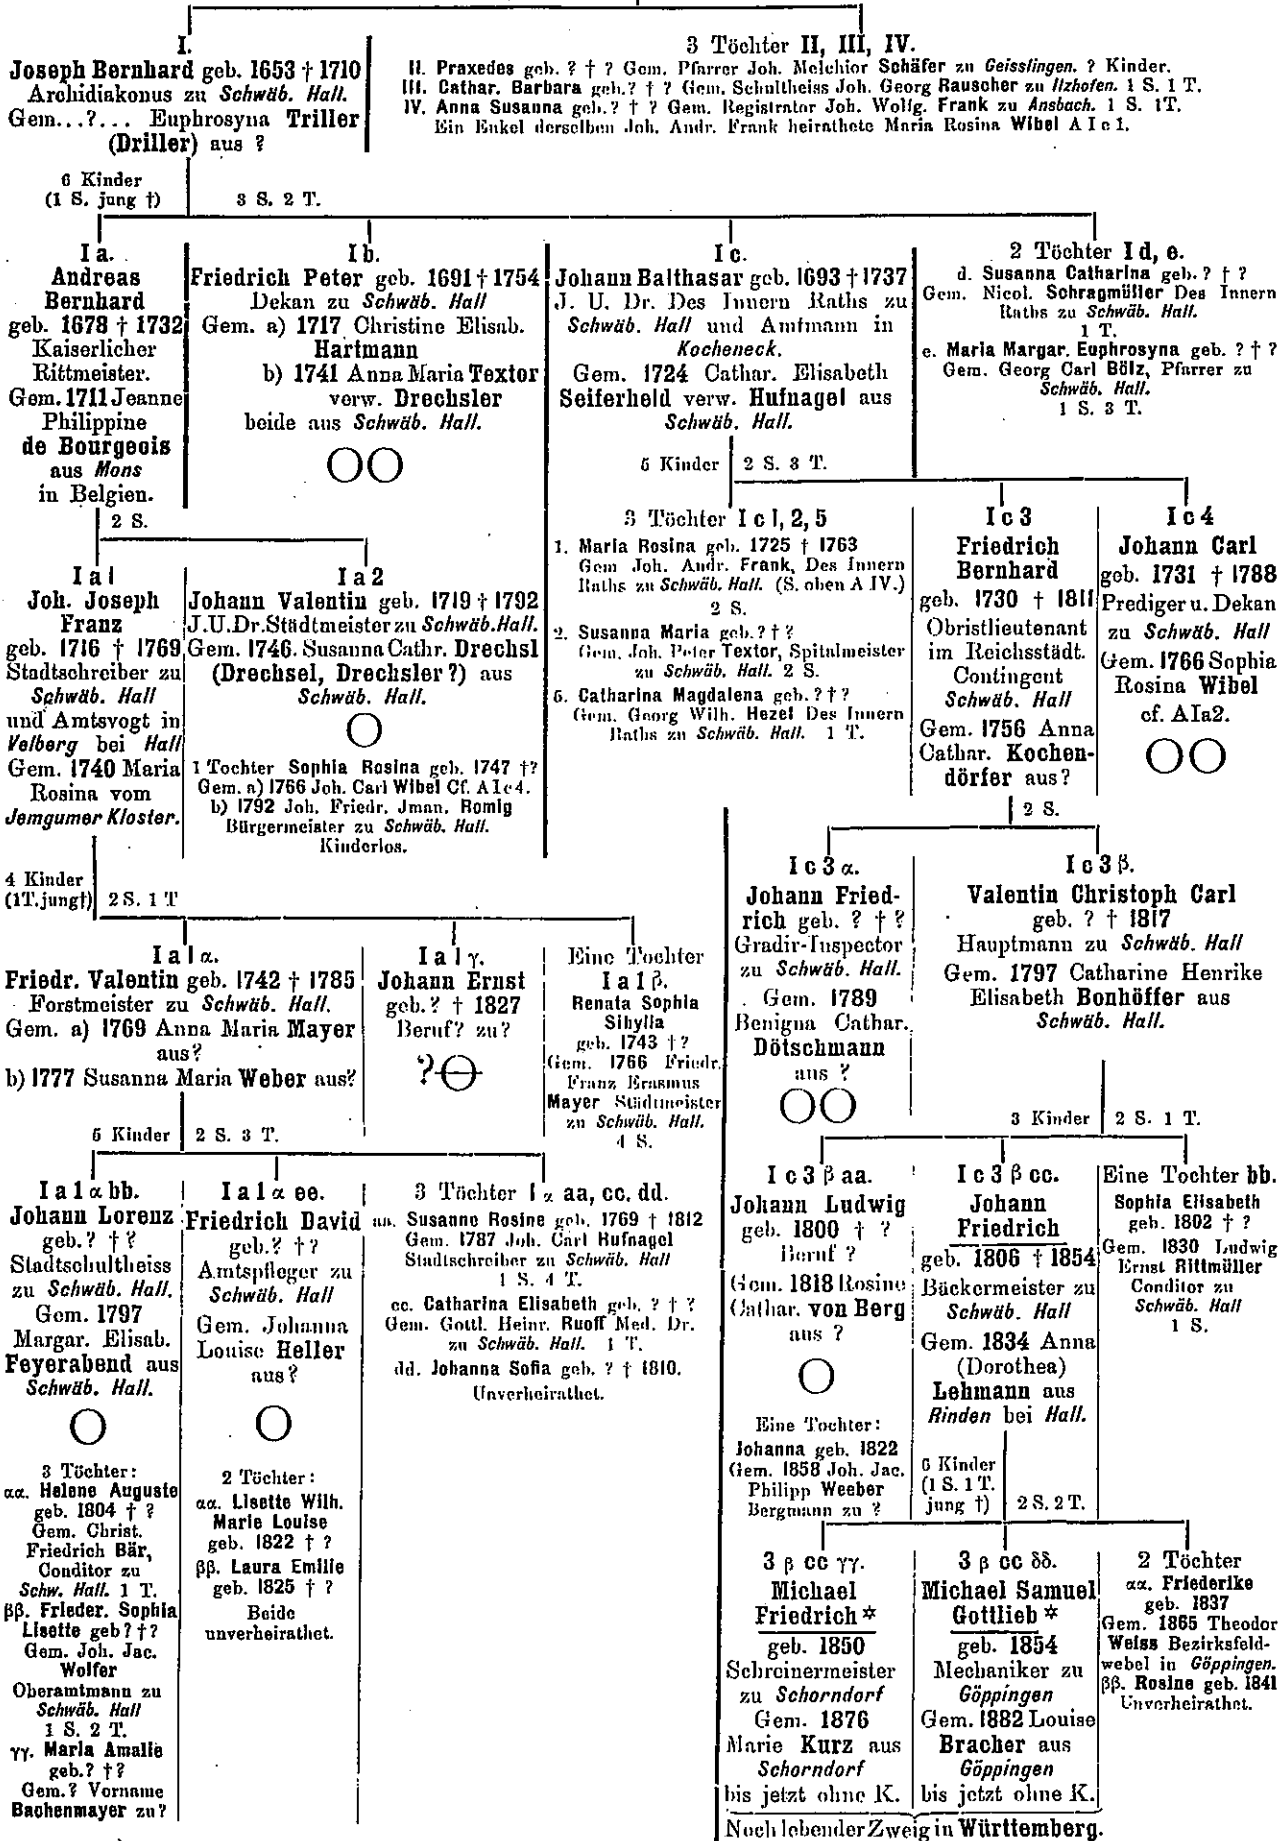 I.
Joseph Bernhard geb. 1653 † 1710
Archidiakonus zu Schwäb. Hall.
Gem...?... Euphrosyna Triller
(Driller) aus ?
3 Töchter II, III, IV.
II. Praxedes geb. ? † ? Gem. Pfarrer Joh. Melchior Schäfer zu Geisslingen. ? Kinder.
III. Cathar. Barbara geb.? † ? Gem. Schultheiss Joh. Georg Rauscher zu Ilzhofen. 1 S. 1 T.
IV. Anna Susanna geb.? † ? Gem. Registrator Joh. Wolfg. Frank zu Ansbach. 1 S. 1T.
Ein Enkel derselben Joh. Andr. Frank heirathete Maria Rosina Wibel A I c 1.
6 Kinder
(1 S. jung †)
3 S. 2 T.
I a.
Andreas
Bernhard
geb. 1678 † 1732
Kaiserlicher
Rittmeister.
Gem. 1711 Jeanne
Philippine
de Bourgeois
aus Mons
in Belgien.
I b.
Friedrich Peter geb. 1691 † 1754
Dekan zu Schwäb. Hall
Gem. a) 1717 Christine Elisab.
Hartmann
b) 1741 Anna Maria Textor
verw. Drechsler
beide aus Schwäb. Hall.
I c.
Johann Balthasar geb. 1693 † 1737
J. U. Dr. Des Innern Raths zu
Schwäb. Hall und Amtmann in
Kocheneck.
Gem. 1724 Cathar. Elisabeth
Seiferheld verw. Hufnagel aus
Schwäb. Hall.
2 Töchter I d, e.
d. Susanna Catharina geb. ? † ?
Gem. Nicol. Schragmüller Des Innern
Raths zu Schwäb. Hall.
1 T.
e. Maria Margar. Euphrosyna geb. ? † ?
Gem. Georg Carl Bölz, Pfarrer zu
Schwäb. Hall.
1 S. 3 T.
2 S.
5 Kinder
2 S. 3 T.
I a 1
Joh. Joseph
Franz
geb. 1716 † 1769
Stadtschreiber zu
Schwäb. Hall
und Amtsvogt in
Velberg bei Hall
Gem. 1740 Maria
Rosina vom
Jemgumer Kloster.
I a 2
Johann Valentin geb. 1719 † 1792
J.U.Dr. Städtmeister zu Schwäb. Hall.
Gem. 1746. Susanna Cathr. Drechsl
(Drechsel, Drechsler?) aus
Schwäb. Hall.
1 Tochter Sophia Rosina geb. 1747 †?
Gem. a) 1766 Joh. Carl Wibel Cf. A I c 4.
b) 1792 Joh. Friedr. Jman. Romig
Bürgermeister zu Schwäb. Hall.
Kinderlos.
3 Töchter I c 1, 2, 5
1. Maria Rosina geb. 1725 † 1763
Gem Joh. Andr. Frank, Des Innern
Raths zu Schwäb. Hall. (S. oben A IV.)
2 S.
2. Susanna Maria geb. ? † ?
Gem. Joh. Peter Textor, Spitalmeister
zu Schwäb. Hall. 2 S.
5. Catharina Magdalena geb. ? † ?
Gem. Georg Wilh. Hezel Des Innern
Raths zu Schwäb. Hall. 1 T.
I c 3
Friedrich
Bernhard
geb. 1730 † 1811
Obristlieutenant
im Reichsstädt.
Contingent
Schwäb. Hall
Gem. 1756 Anna
Cathar. Kochen-
dörfer aus?
I c 4
Johann Carl
geb. 1731 † 1788
Prediger u. Dekan
zu Schwäb. Hall
Gem. 1766 Sophia
Rosina Wibel
cf. A I a 2.
2 S.
4 Kinder
(1T. jung†)
2 S. 1 T
I a 1 α.
Friedr. Valentin geb. 1742 † 1785
Forstmeister zu Schwäb. Hall.
Gem. a) 1769 Anna Maria Mayer
aus?
b) 1777 Susanna Maria Weber aus?
I a 1 γ.
Johann Ernst
geb. ? † 1827
Beruf? zu?
?
Eine Tochter
I a 1 β.
Renata Sophia
Sibylla
geb. 1743 † ?
Gem. 1766 Friedr.
Franz Erasmus
Mayer Städtmeister
zu Schwäb. Hall.
4 S.
I c 3 α.
Johann Fried-
rich geb. ? † ?
Gradir-Inspector
zu Schwäb. Hall.
Gem. 1789
Benigna Cathar.
Dötschmann
aus ?
I c 3 β.
Valentin Christoph Carl
geb. ? † 1817
Hauptmann zu Schwäb. Hall
Gem. 1797 Catharine Henrike
Elisabeth Bonhöffer aus
Schwäb. Hall.
5 Kinder
2 S. 3 T.
3 Kinder
2 S. 1 T.
I a 1 α bb.
Johann Lorenz
geb. ? † ?
Stadtschultheiss
zu Schwäb. Hall.
Gem. 1797
Margar. Elisab.
Feyerabend aus
Schwäb. Hall.
3 Töchter:
αα. Helene Auguste
geb. 1804 † ?
Gem. Christ.
Friedrich Bär,
Conditor zu
Schw. Hall. 1 T.
ββ. Frieder. Sophia
Lisette geb? †?
Gem. Joh. Jac.
Wolfer
Oberamtmann zu
Schwäb. Hall
1 S. 2 T.
γγ. Maria Amalie
geb. ? † ?
Gem. ? Vorname
Bachenmayer zu?
I a 1 α ee.
Friedrich David
geb. ? † ?
Amtspfleger zu
Schwäb. Hall
Gem. Johanna
Louise Heller
aus?
2 Töchter:
αα. Lisette Wilh.
Marie Louise
geb. 1822 † ?
ββ. Laura Emilie
geb. 1825 † ?
Beide
unverheirathet.
3 Töchter I α aa, cc. dd.
aa. Susanne Rosine geb. 1769 † 1812
Gem. 1787 Joh. Carl Hufnagel
Stadtschreiber zu Schwäb. Hall
1 S. 4 T.
cc. Catharina Elisabeth geb. ? † ?
Gem. Gottl. Heinr. Ruoff Med. Dr.
zu Schwäb. Hall. 1 T.
dd. Johanna Sofia geb. ? † 1810.
Unverheirathet.
I c 3 β aa.
Johann Ludwig
geb. 1800 † ?
Beruf ?
Gem. 1818 Rosine
Cathar. von Berg
aus ?
Eine Tochter:
Johanna geb. 1822
Gem. 1858 Joh. Jac.
Philipp Weeber
Bergmann zu ?
I c 3 β cc.
Johann
Friedrich
geb. 1806 † 1854
Bäckermeister zu
Schwäb. Hall
Gem. 1834 Anna
(Dorothea)
Lehmann aus
Rinden bei Hall.
Eine Tochter bb.
Sophia Elisabeth
geb. 1802 † ?
Gem. 1830 Ludwig
Ernst Rittmüller
Conditor zu
Schwäb. Hall
1 S.
6 Kinder
(1 S. 1 T.
jung †)
2 S. 2 T.
3 β cc γγ.
Michael
Friedrich *
geb. 1850
Schreinermeister
zu Schorndorf
Gem. 1876
Marie Kurz aus
Schorndorf
bis jetzt ohne K.
3 β cc δδ.
Michael Samuel
Gottlieb *
geb. 1854
Mechaniker zu
Göppingen
Gem. 1882 Louise
Bracher aus
Göppingen
bis jetzt ohne K.
2 Töchter
αα. Friederike
geb. 1837
Gem. 1865 Theodor
Weiss Bezirksfeld-
webel in Göppingen.
ββ. Rosine geb. 1841
Unverheirathet.
Noch lebender Zweig in Württemberg.